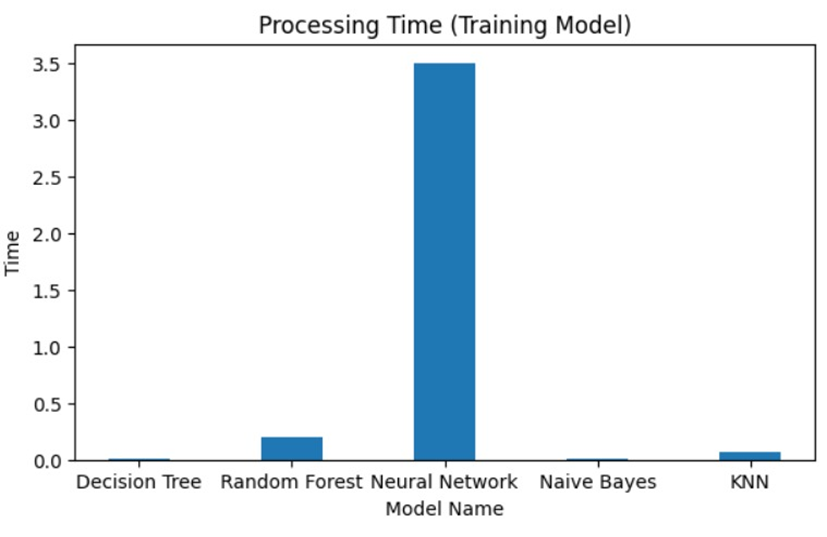 Processing Time (Training Model)
Time
3.5
3.0
2.5
2.0
1.5
1.0
0.5
0.0
Decision Tree Random Forest Neural Network Naive Bayes KNN
Model Name